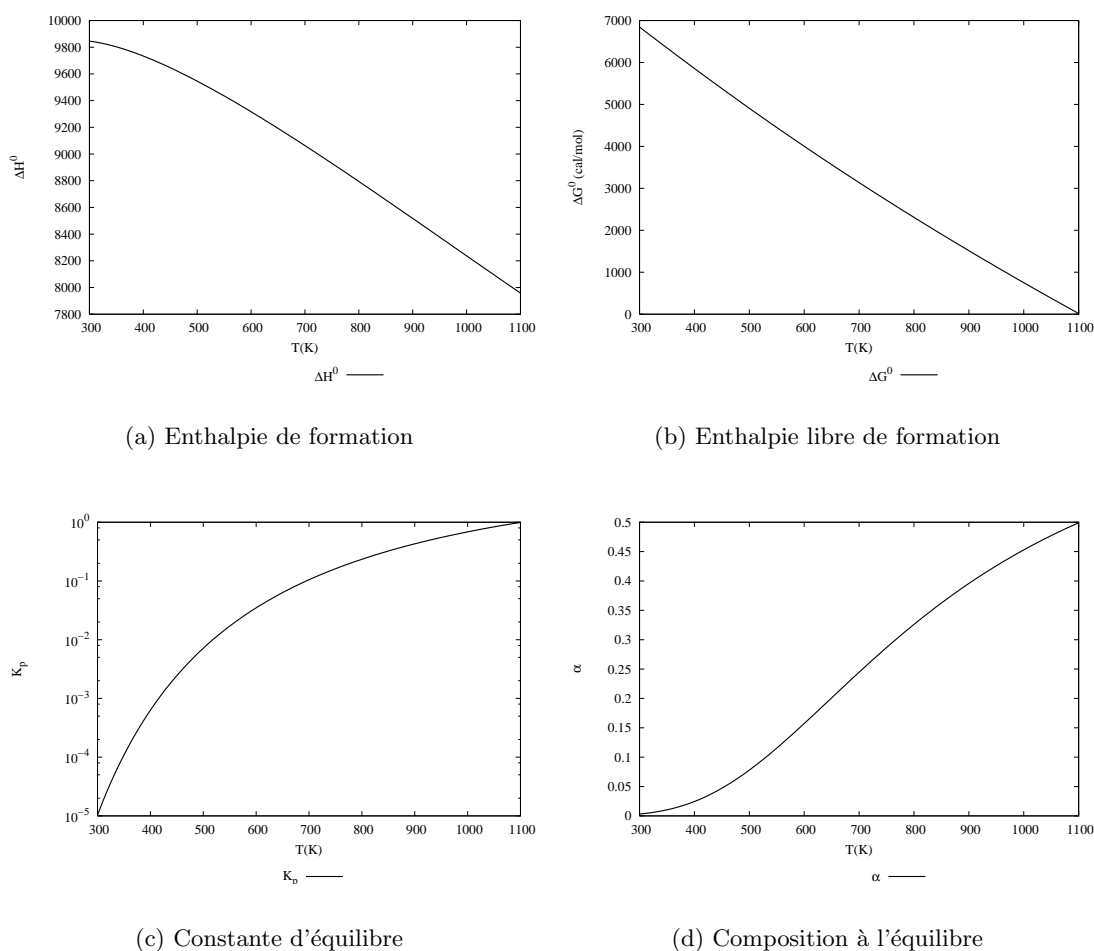 10000
9800
9600
9400
9200
9000
8800
8600
8400
8200
8000
7800
ΔH⁰
300 400 500 600 700 800 900 1000 1100
T(K)
ΔH⁰
(a) Enthalpie de formation
7000
6000
5000
4000
3000
2000
1000
0
ΔG⁰ (cal/mol)
300 400 500 600 700 800 900 1000 1100
T(K)
ΔG⁰
(b) Enthalpie libre de formation
10⁰
10⁻¹
10⁻²
10⁻³
10⁻⁴
10⁻⁵
Kₚ
300 400 500 600 700 800 900 1000 1100
T(K)
Kₚ
(c) Constante d'équilibre
0.5
0.45
0.4
0.35
0.3
0.25
0.2
0.15
0.1
0.05
0
α
300 400 500 600 700 800 900 1000 1100
T(K)
α
(d) Composition à l'équilibre